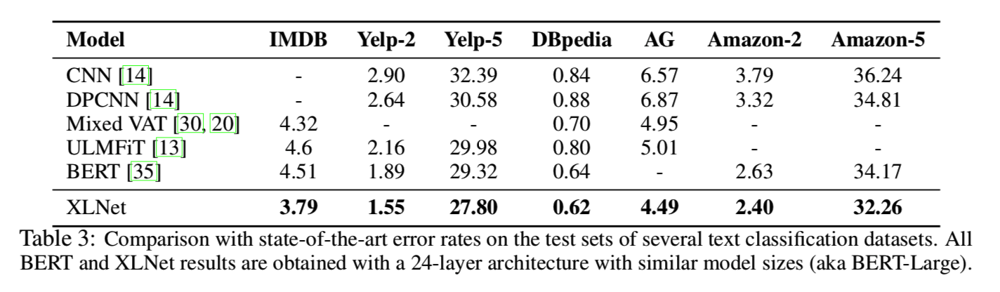 Model IMDB Yelp-2 Yelp-5 DBpedia AG Amazon-2 Amazon-5
CNN [14] - 2.90 32.39 0.84 6.57 3.79 36.24
DPCNN [14] - 2.64 30.58 0.88 6.87 3.32 34.81
Mixed VAT [30, 20] 4.32 - - 0.70 4.95 - -
ULMFiT [13] 4.6 2.16 29.98 0.80 5.01 - -
BERT [35] 4.51 1.89 29.32 0.64 - 2.63 34.17
XLNet 3.79 1.55 27.80 0.62 4.49 2.40 32.26
Table 3: Comparison with state-of-the-art error rates on the test sets of several text classification datasets. All
BERT and XLNet results are obtained with a 24-layer architecture with similar model sizes (aka BERT-Large).